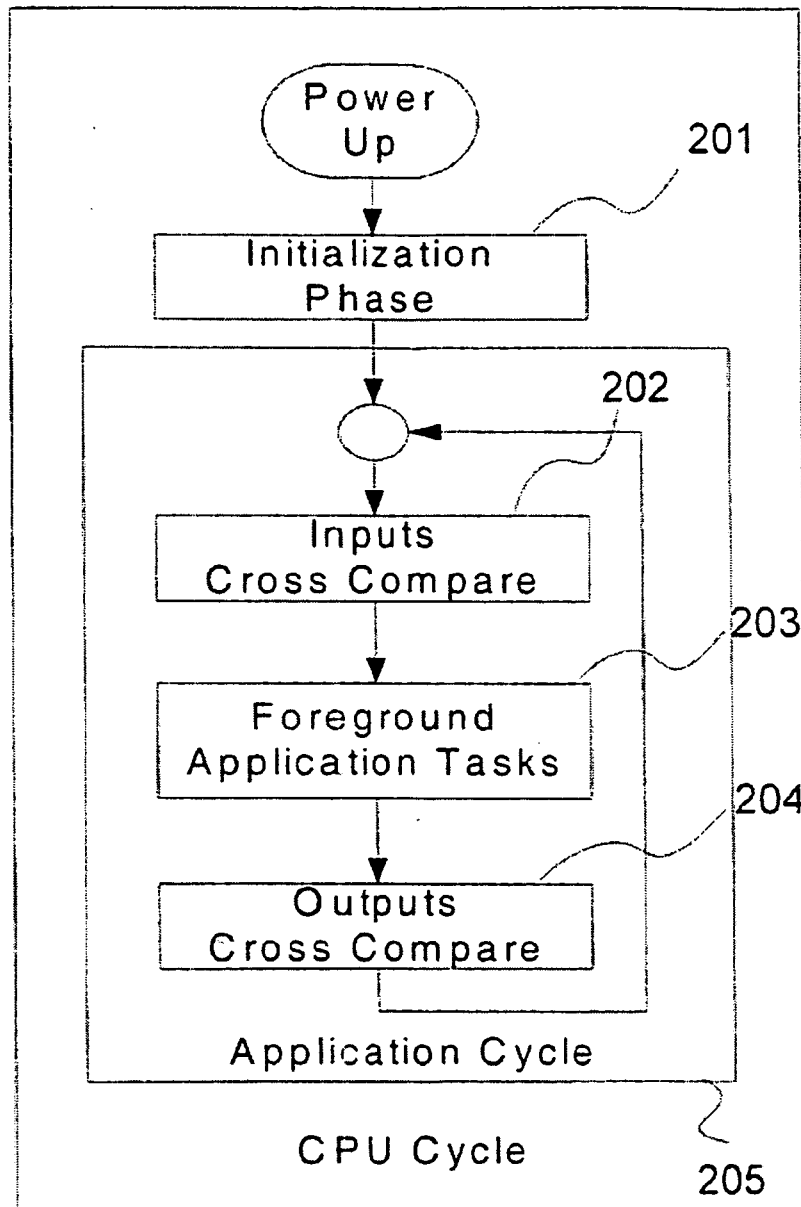 Power
Up
201
Initialization
Phase
202
Inputs
Cross Compare
203
Foreground
Application Tasks
204
Outputs
Cross Compare
Application Cycle
CPU Cycle
205